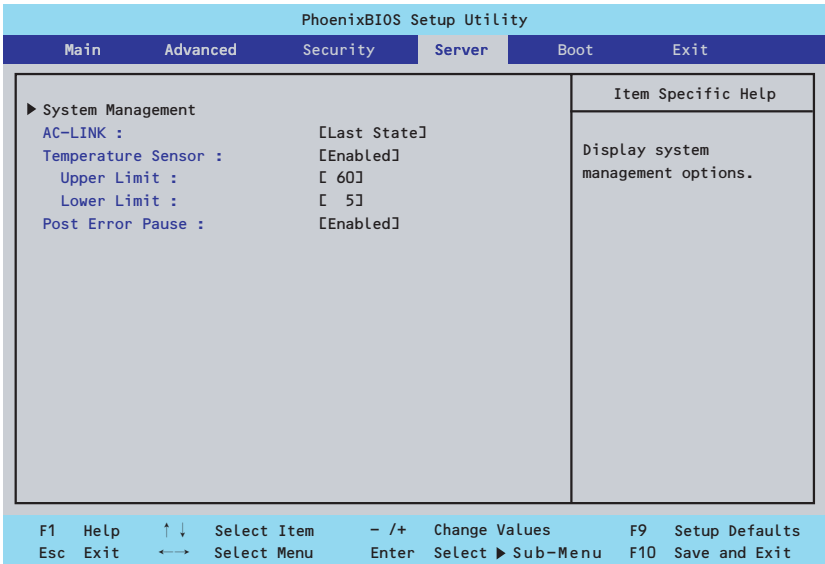 PhoenixBIOS Setup Utility
Main Advanced Security Server Boot Exit
▶ System Management
AC-LINK : [Last State]
Temperature Sensor : [Enabled]
Upper Limit : [ 60]
Lower Limit : [ 5]
Post Error Pause : [Enabled]
Item Specific Help
Display system
management options.
F1 Help ↑↓ Select Item - /+ Change Values F9 Setup Defaults
Esc Exit ←→ Select Menu Enter Select ▶ Sub-Menu F10 Save and Exit